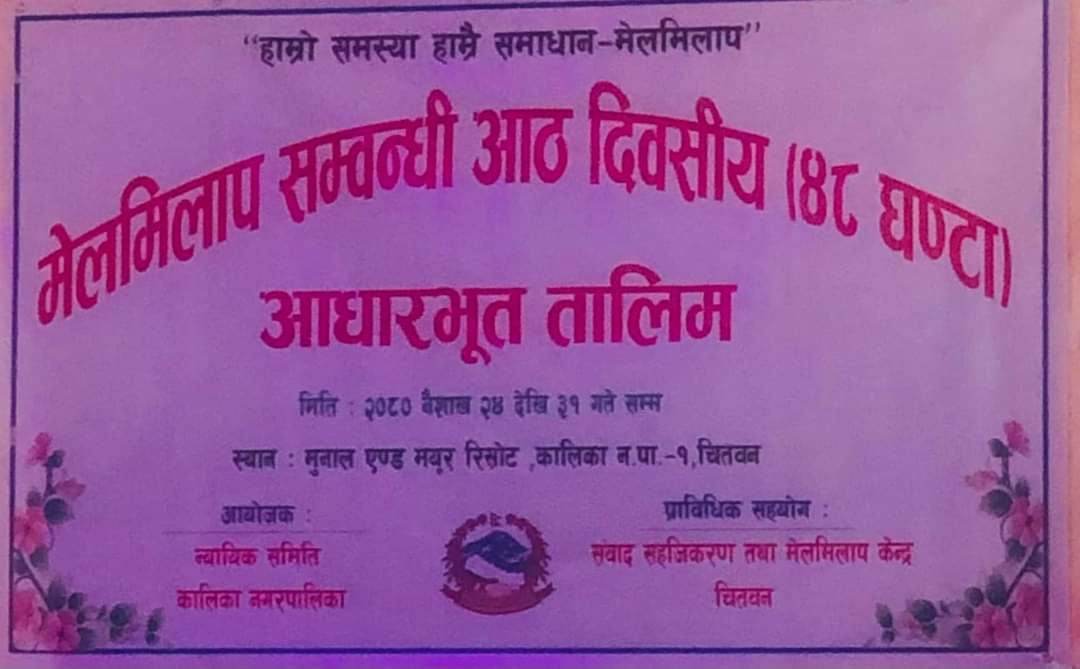 “हाम्रो समस्या हाम्रै समाधान-मेलमिलाप”
मेलमिलाप सम्वन्धी आठ दिवसीय (४८ घण्टा)
आधारभूत तालिम
मिति : २०८० बैशाख २४ देखि ३१ गते सम्म
स्थान : मुनाल एण्ड मयूर रिसोट ,कालिका न.पा.-१,चितवन
आयोजक :
न्यायिक समिति
कालिका नगरपालिका
प्राविधिक सहयोग :
संवाद सहजिकरण तथा मेलमिलाप केन्द्र
चितवन